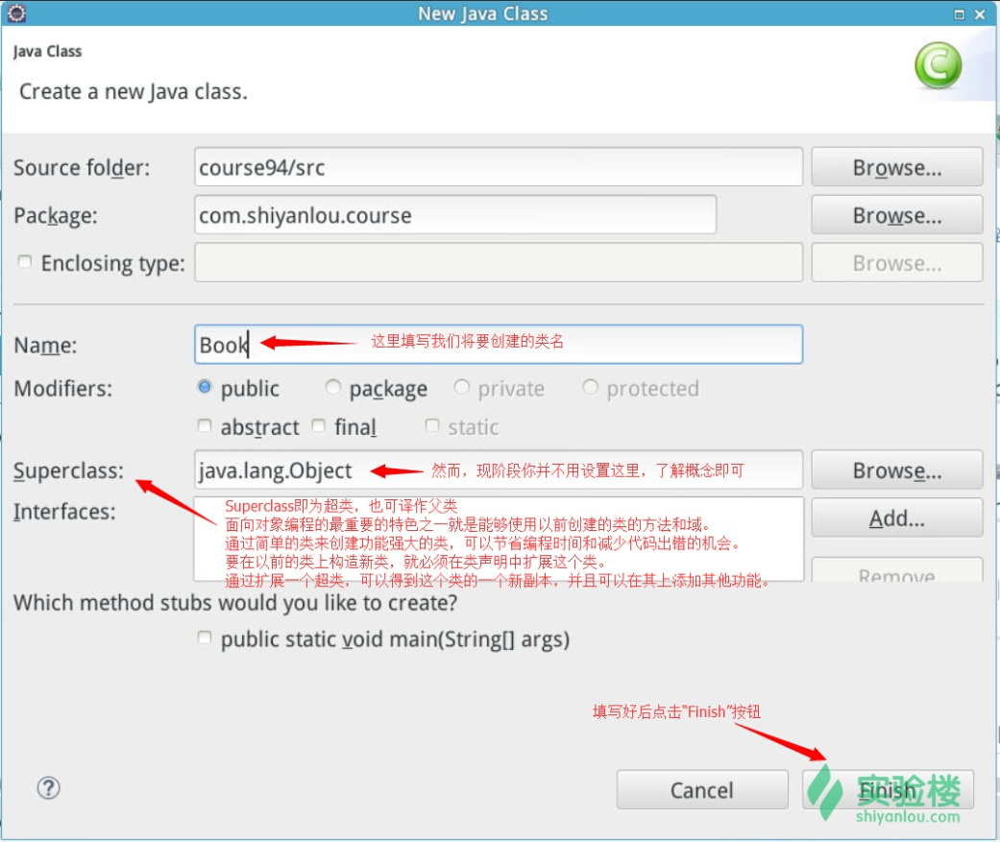 New Java Class
Java Class
Create a new Java class.
Source folder: course94/src Browse...
Package: com.shiyanlou.course Browse...
Enclosing type: Browse...
Name: Book 这里填写我们将要创建的类名
Modifiers: public package private protected
abstract final static
Superclass: java.lang.Object 然而，现阶段你并不用设置这里，了解概念即可 Browse...
Interfaces: Add...
Superclass即为超类，也可译作父类
面向对象编程的最重要的特色之一就是能够使用以前创建的类的方法和域。
通过简单的类来创建功能强大的类，可以节省编程时间和减少代码出错的机会。
要在以前的类上构造新类，就必须在类声明中扩展这个类。
通过扩展一个超类，可以得到这个类的一个新副本，并且可以在其上添加其他功能。
Remove
Which method stubs would you like to create?
public static void main(String[] args)
填写好后点击“Finish”按钮
Cancel Finish
实验楼
shiyanlou.com